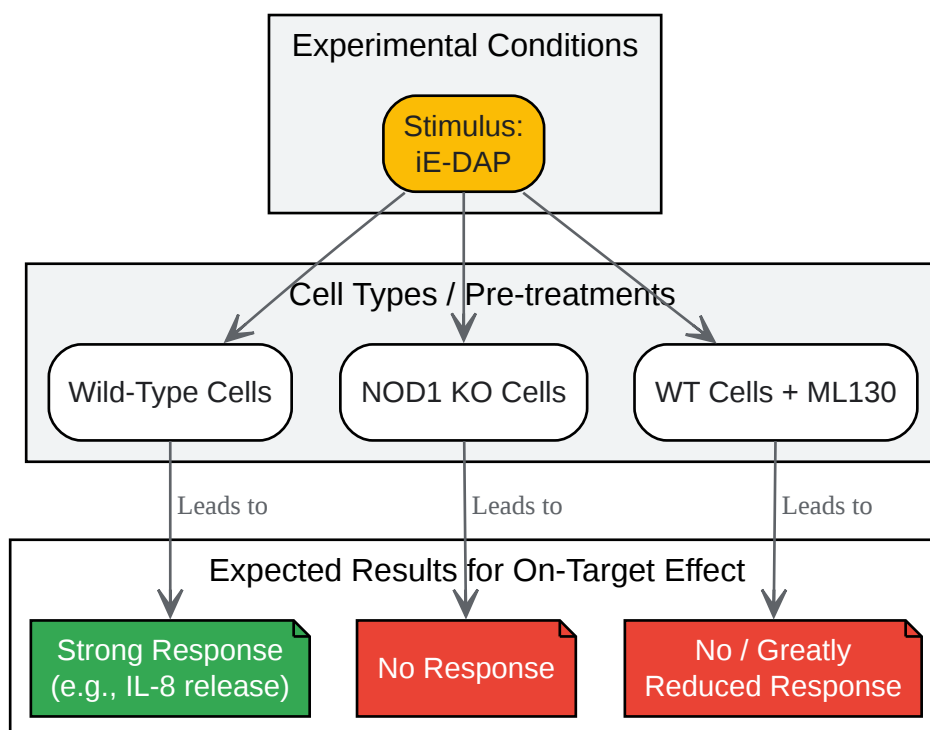 Experimental Conditions
Stimulus:
iE-DAP
Cell Types / Pre-treatments
Wild-Type Cells
NOD1 KO Cells
WT Cells + ML130
Leads to
Leads to
Leads to
Expected Results for On-Target Effect
Strong Response
(e.g., IL-8 release)
No Response
No / Greatly
Reduced Response